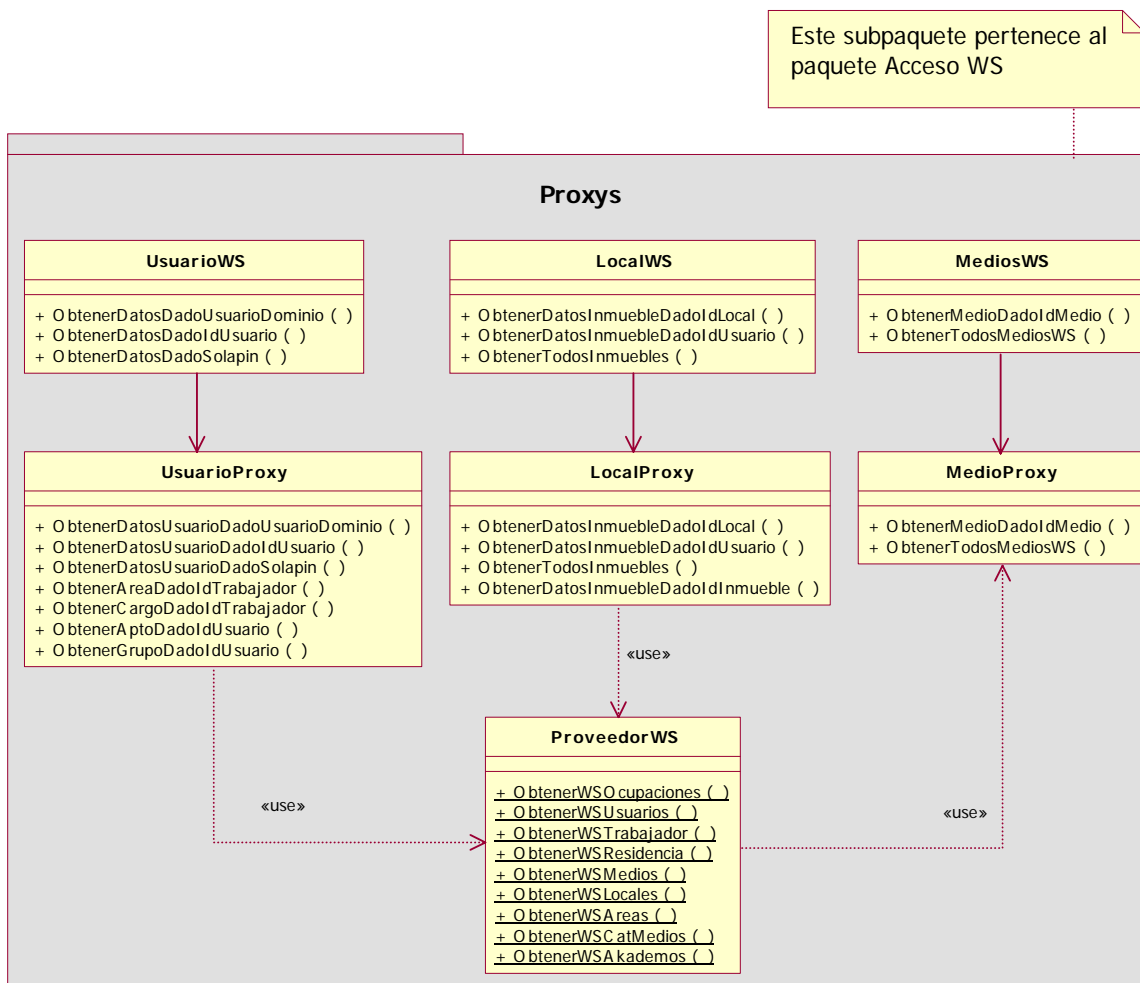 Este subpaquete pertenece al
paquete Acceso WS
Proxys
UsuarioWS
+ ObtenerDatosDadoUsuarioDominio ( )
+ ObtenerDatosDadoIdUsuario ( )
+ ObtenerDatosDadoSolapin ( )
LocalWS
+ ObtenerDatosInmuebleDadoIdLocal ( )
+ ObtenerDatosInmuebleDadoIdUsuario ( )
+ ObtenerTodosInmuebles ( )
MediosWS
+ ObtenerMedioDadoIdMedio ( )
+ ObtenerTodosMediosWS ( )
UsuarioProxy
+ ObtenerDatosUsuarioDadoUsuarioDominio ( )
+ ObtenerDatosUsuarioDadoIdUsuario ( )
+ ObtenerDatosUsuarioDadoSolapin ( )
+ ObtenerAreaDadoIdTrabajador ( )
+ ObtenerCargoDadoIdTrabajador ( )
+ ObtenerAptoDadoIdUsuario ( )
+ ObtenerGrupoDadoIdUsuario ( )
LocalProxy
+ ObtenerDatosInmuebleDadoIdLocal ( )
+ ObtenerDatosInmuebleDadoIdUsuario ( )
+ ObtenerTodosInmuebles ( )
+ ObtenerDatosInmuebleDadoIdInmueble ( )
MedioProxy
+ ObtenerMedioDadoIdMedio ( )
+ ObtenerTodosMediosWS ( )
«use»
«use»
«use»
ProveedorWS
+ ObtenerWSOcupaciones ( )
+ ObtenerWSUsuarios ( )
+ ObtenerWSTrabajador ( )
+ ObtenerWSResidencia ( )
+ ObtenerWSMedios ( )
+ ObtenerWSLocales ( )
+ ObtenerWSAreas ( )
+ ObtenerWSCatMedios ( )
+ ObtenerWSAkademos ( )